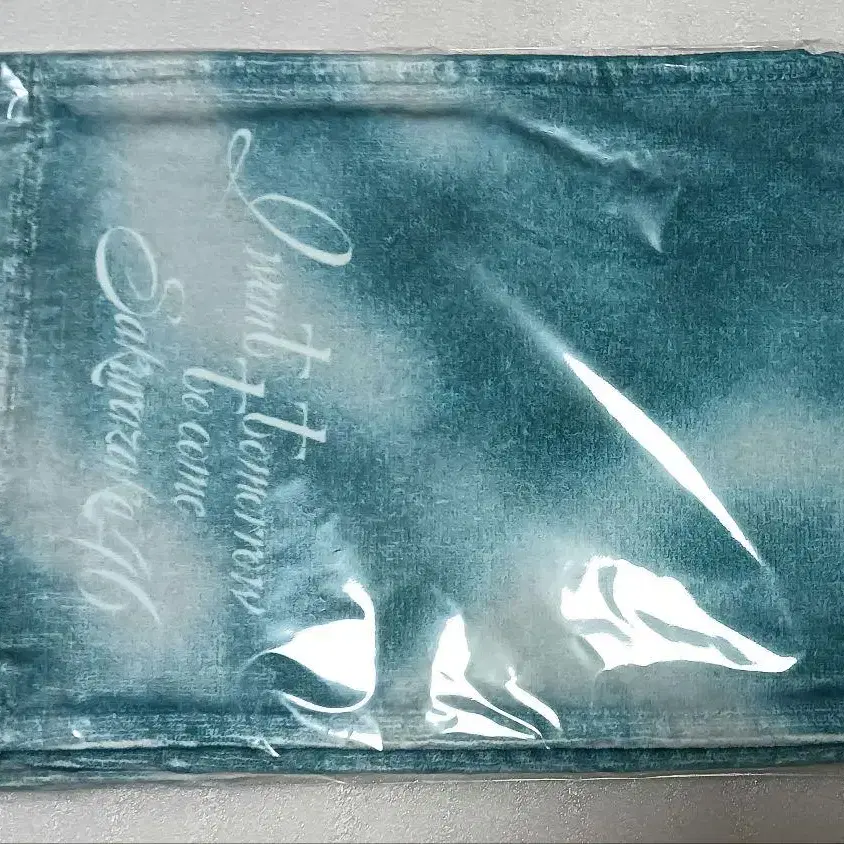 I want tomorrow
to come
Sakurazaka46